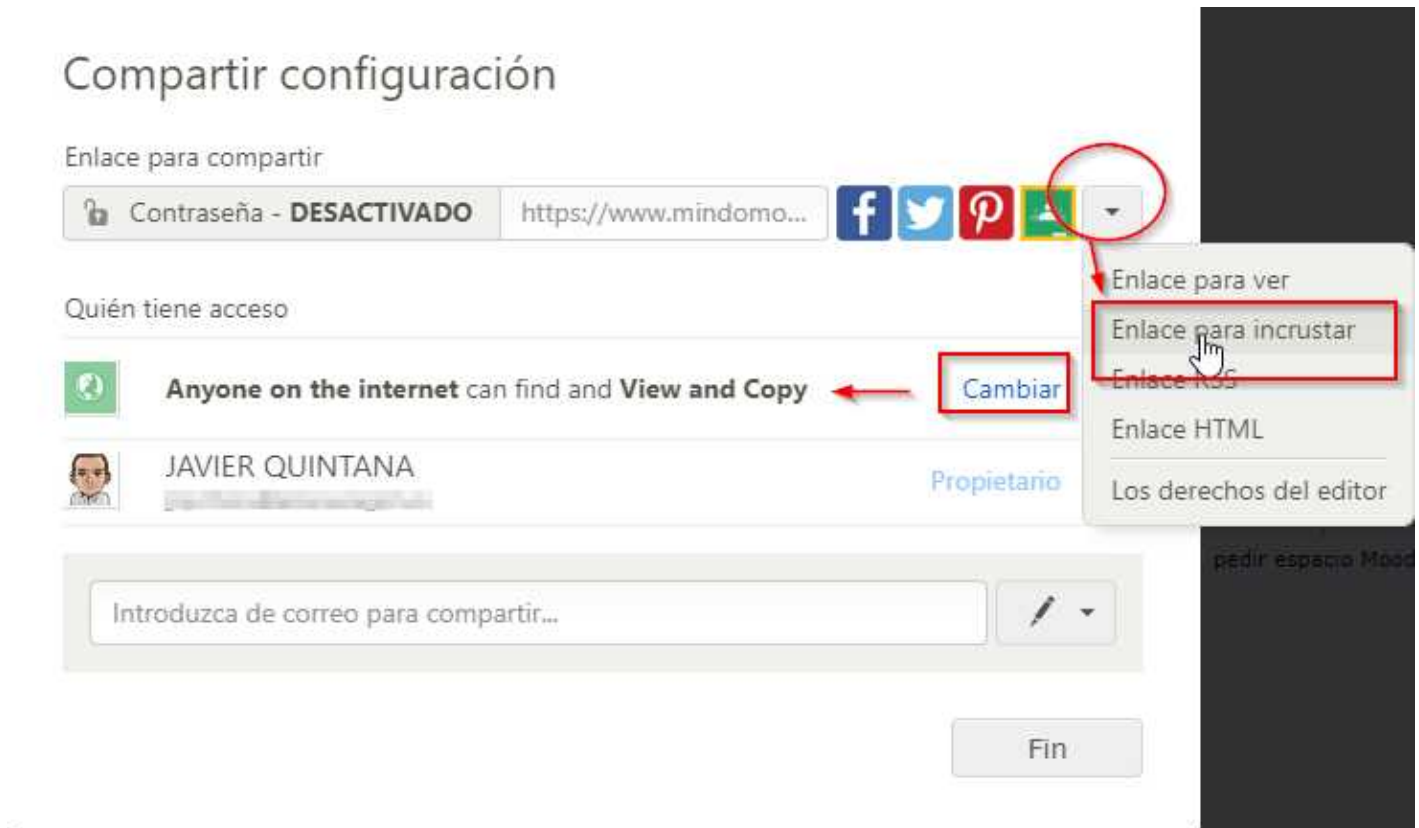 Compartir configuración
Enlace para compartir
Contraseña - DESACTIVADO https://www.mindomo...
Enlace para ver
Quién tiene acceso
Enlace para incrustar
Anyone on the internet can find and View and Copy Cambiar
Enlace RSS
Enlace HTML
JAVIER QUINTANA
Propietario
Los derechos del editor
pedir espacio Mood
Introduzca de correo para compartir...
Fin